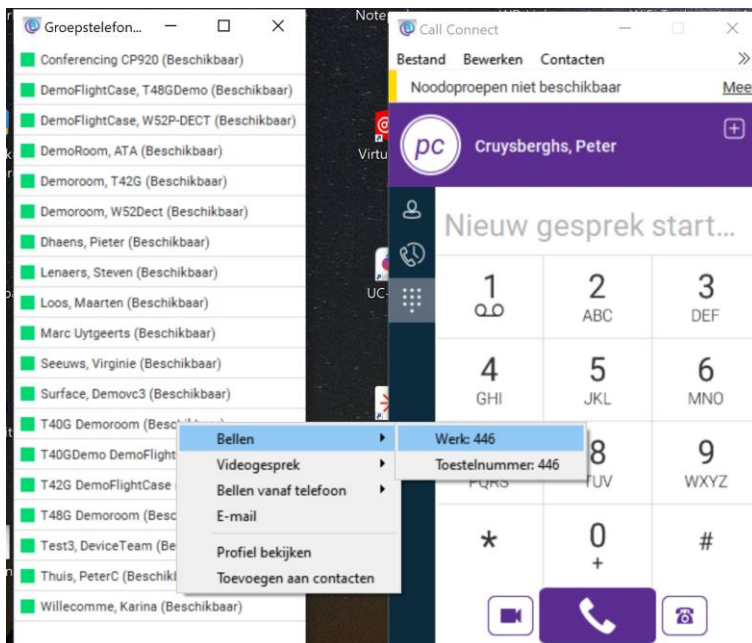 Groepstelefon...
Conferencing CP920 (Beschikbaar)
DemoFlightCase, T48GDemo (Beschikbaar)
DemoFlightCase, W52P-DECT (Beschikbaar)
DemoRoom, ATA (Beschikbaar)
Demoroom, T42G (Beschikbaar)
Demoroom, W52Dect (Beschikbaar)
Dhaens, Pieter (Beschikbaar)
Lenaers, Steven (Beschikbaar)
Loos, Maarten (Beschikbaar)
Marc Uytgeerts (Beschikbaar)
Seeuws, Virginie (Beschikbaar)
Surface, Demovc3 (Beschikbaar)
T40G Demoroom (Besc
T40GDemo DemoFlight
T42G DemoFlightCase
T48G Demoroom (Besc
Test3, DeviceTeam (Be
Thuis, PeterC (Beschik
Willecomme, Karina (Beschikbaar)
Bellen
Videogesprek
Bellen vanaf telefoon
E-mail
Profiel bekijken
Toevoegen aan contacten
Werk: 446
Toestelnummer: 446
Note
Virtu
UC-
Call Connect
Bestand Bewerken Contacten
Noodoproepen niet beschikbaar Mee
pc Cruysberghs, Peter
Nieuw gesprek start...
1 2 3
ABC DEF
4 5 6
GHI JKL MNO
8 9
PQRS TUV WXYZ
* 0 #
+